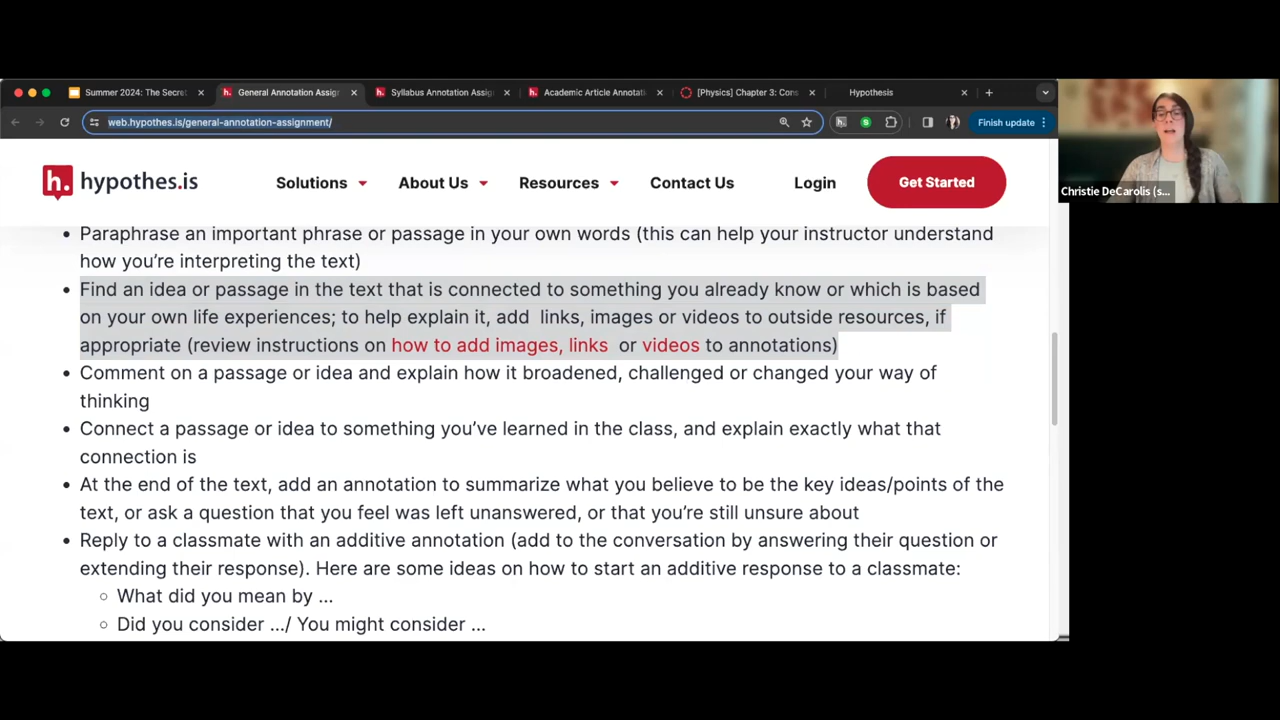 Summer 2024: The Secret
General Annotation Assign
Syllabus Annotation Assig
Academic Article Annotati
[Physics] Chapter 3: Con
Hypothesis
web.hypothes.is/general-annotation-assignment/
Finish update
Christie DeCarolis (s...
h. hypothes.is
Solutions
About Us
Resources
Contact Us
Login
Get Started
• Paraphrase an important phrase or passage in your own words (this can help your instructor understand
how you’re interpreting the text)
• Find an idea or passage in the text that is connected to something you already know or which is based
on your own life experiences; to help explain it, add links, images or videos to outside resources, if
appropriate (review instructions on how to add images, links or videos to annotations)
• Comment on a passage or idea and explain how it broadened, challenged or changed your way of
thinking
• Connect a passage or idea to something you’ve learned in the class, and explain exactly what that
connection is
• At the end of the text, add an annotation to summarize what you believe to be the key ideas/points of the
text, or ask a question that you feel was left unanswered, or that you’re still unsure about
• Reply to a classmate with an additive annotation (add to the conversation by answering their question or
extending their response). Here are some ideas on how to start an additive response to a classmate:
◦ What did you mean by ...
◦ Did you consider .../ You might consider ...